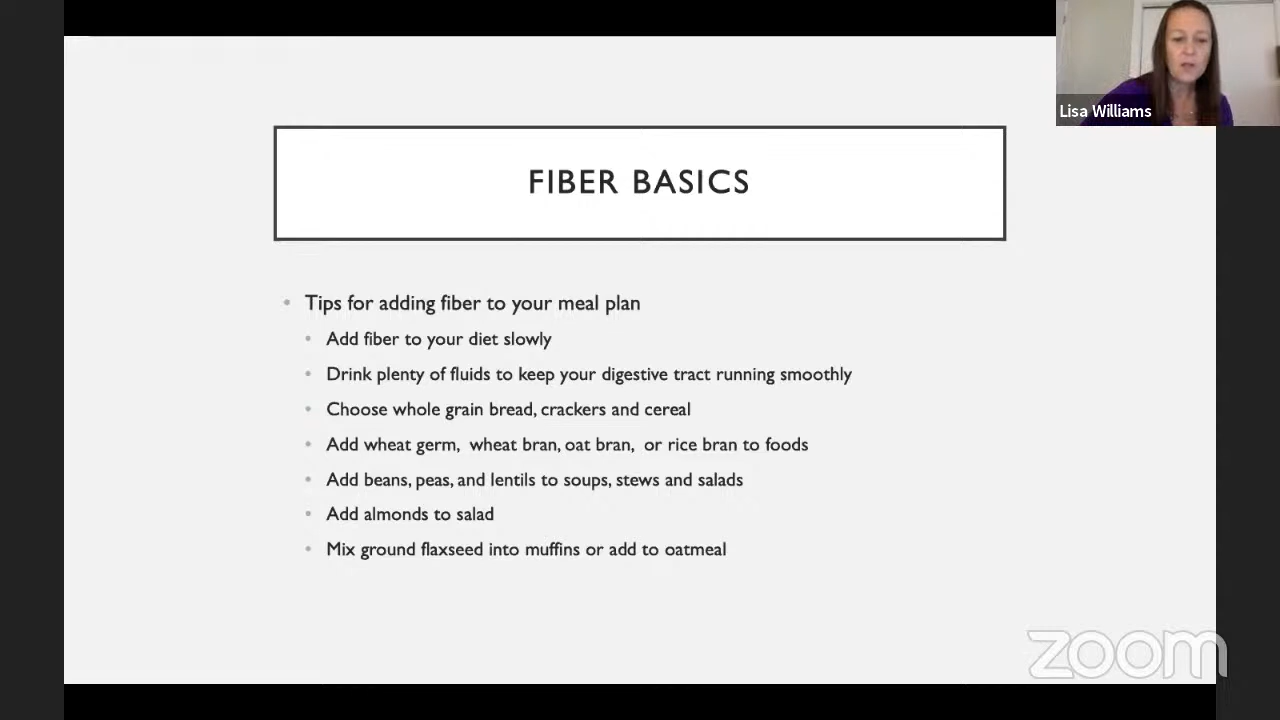 Lisa Williams
FIBER BASICS
• Tips for adding fiber to your meal plan
• Add fiber to your diet slowly
• Drink plenty of fluids to keep your digestive tract running smoothly
• Choose whole grain bread, crackers and cereal
• Add wheat germ,  wheat bran, oat bran,  or rice bran to foods
• Add beans, peas, and lentils to soups, stews and salads
• Add almonds to salad
• Mix ground flaxseed into muffins or add to oatmeal
zoom